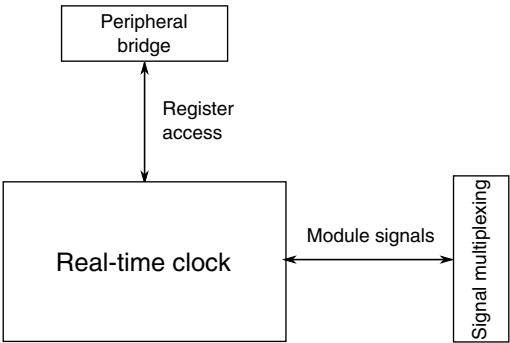 Peripheral
bridge
Register
access
Real-time clock
Module signals
Signal multiplexing